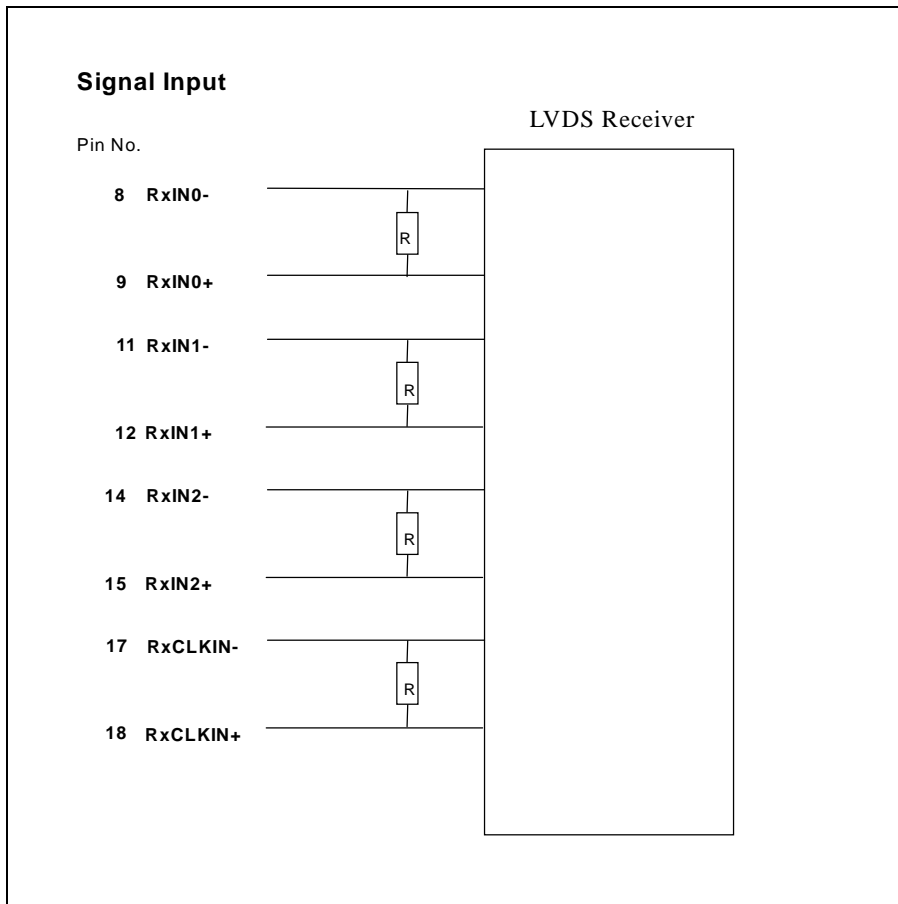 Signal Input
LVDS Receiver
Pin No.
8 RxIN0-
R
9 RxIN0+
11 RxIN1-
R
12 RxIN1+
14 RxIN2-
R
15 RxIN2+
17 RxCLKIN-
R
18 RxCLKIN+